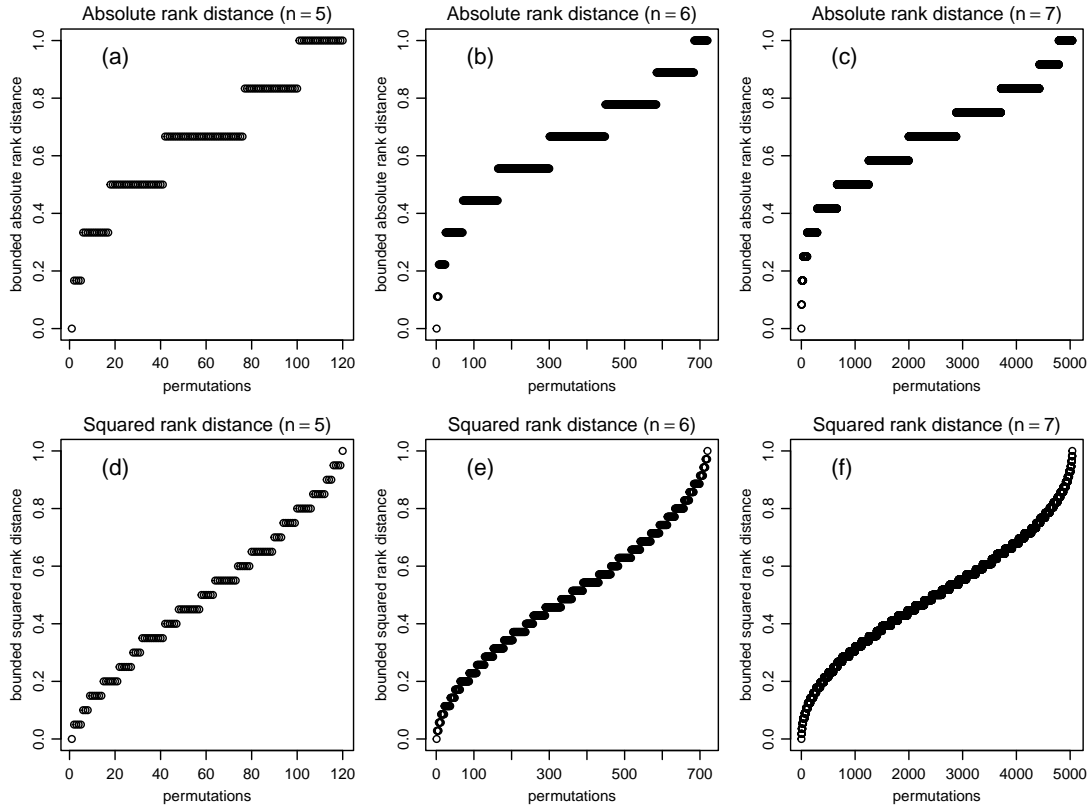 Absolute rank distance (n = 5)
(a)
bounded absolute rank distance
0.0 0.2 0.4 0.6 0.8 1.0
0 20 40 60 80 100 120
permutations
Absolute rank distance (n = 6)
(b)
bounded absolute rank distance
0.0 0.2 0.4 0.6 0.8 1.0
0 100 300 500 700
permutations
Absolute rank distance (n = 7)
(c)
bounded absolute rank distance
0.0 0.2 0.4 0.6 0.8 1.0
0 1000 2000 3000 4000 5000
permutations
Squared rank distance (n = 5)
(d)
bounded squared rank distance
0.0 0.2 0.4 0.6 0.8 1.0
0 20 40 60 80 100 120
permutations
Squared rank distance (n = 6)
(e)
bounded squared rank distance
0.0 0.2 0.4 0.6 0.8 1.0
0 100 300 500 700
permutations
Squared rank distance (n = 7)
(f)
bounded squared rank distance
0.0 0.2 0.4 0.6 0.8 1.0
0 1000 2000 3000 4000 5000
permutations